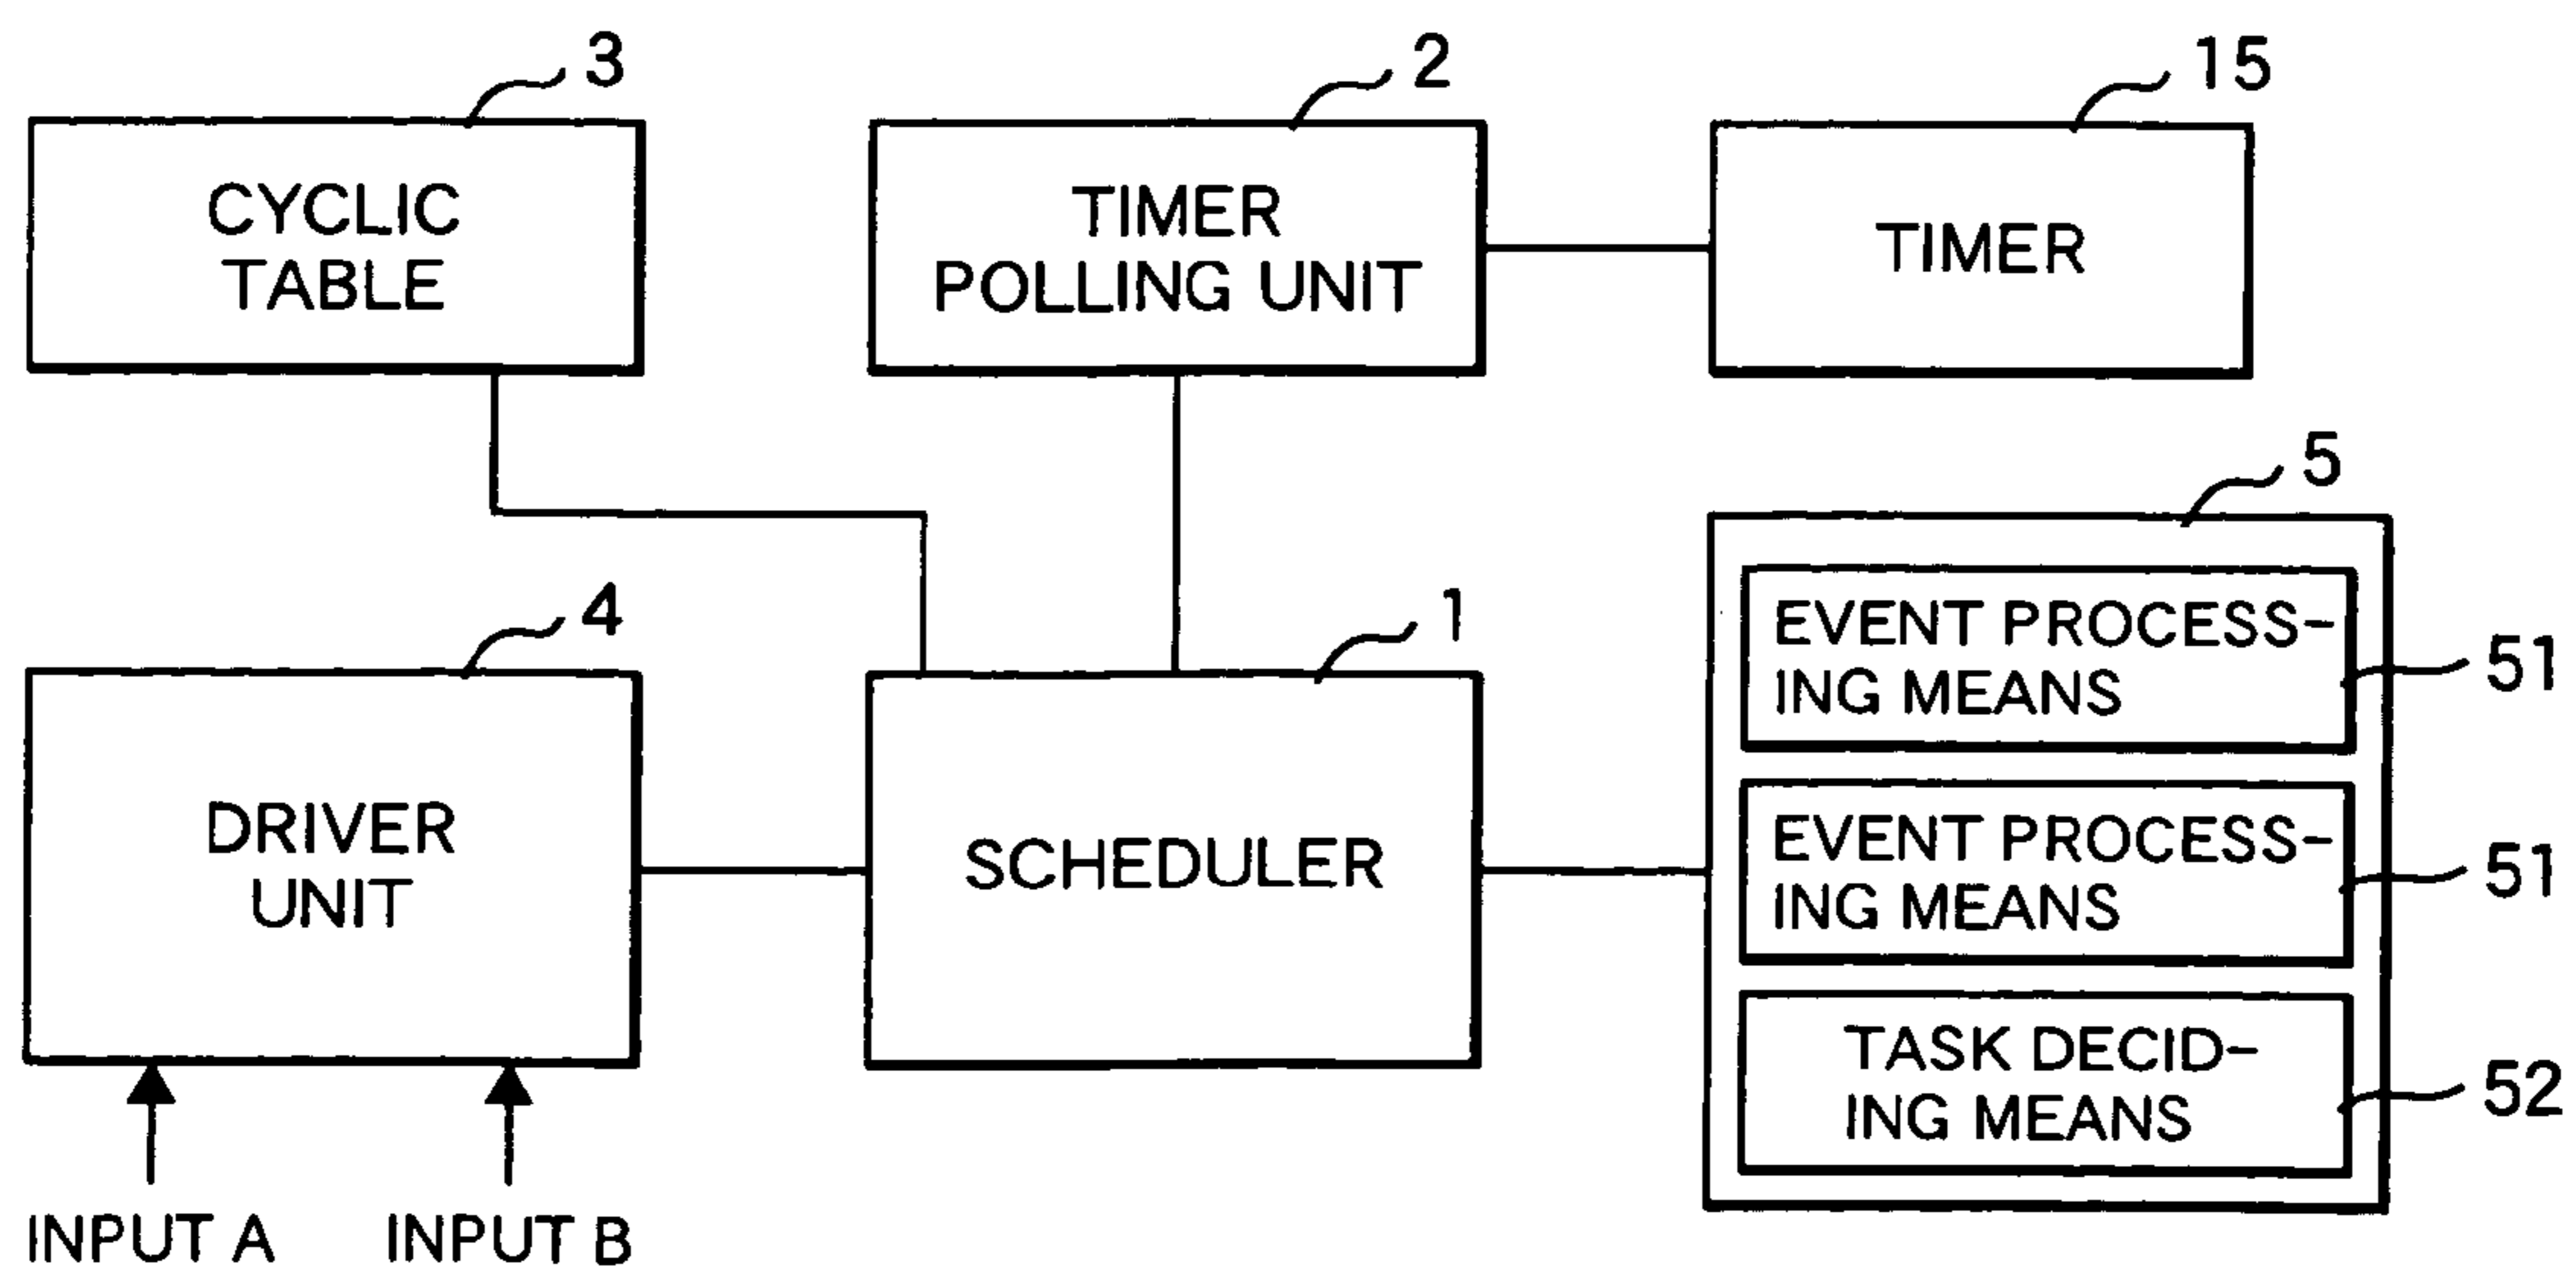 3
2
15
CYCLIC
TABLE
TIMER
POLLING UNIT
TIMER
5
4
1
EVENT PROCESS-
ING MEANS
51
DRIVER
UNIT
SCHEDULER
EVENT PROCESS-
ING MEANS
51
TASK DECID-
ING MEANS
52
INPUT A
INPUT B